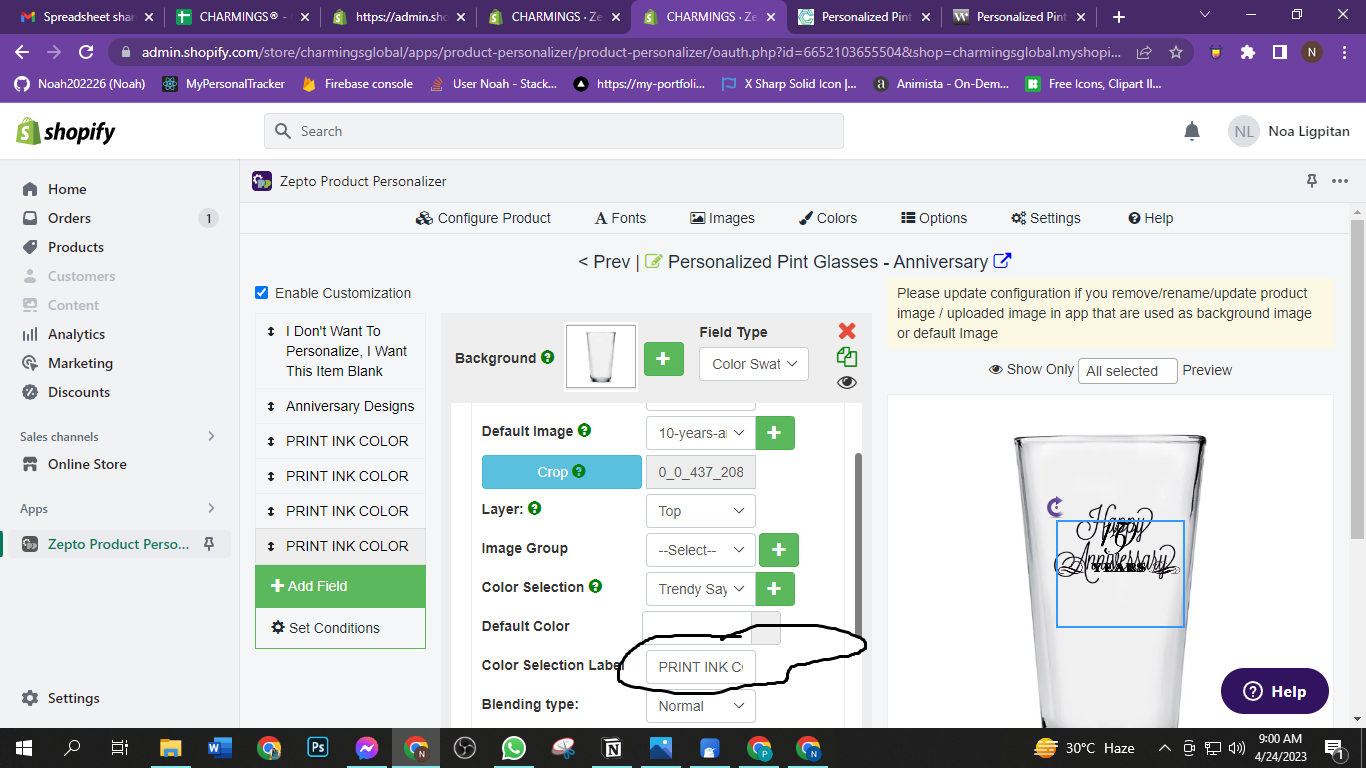 Spreadsheet shar
CHARMINGS® -
https://admin.sho
CHARMINGS · Ze
CHARMINGS · Ze
Personalized Pint
Personalized Pint
admin.shopify.com/store/charmingsglobal/apps/product-personalizer/product-personalizer/oauth.php?id=6652103655504&shop=charmingsglobal.myshopi...
N
Noah202226 (Noah)
MyPersonalTracker
Firebase console
User Noah - Stack...
https://my-portfoli...
X Sharp Solid Icon |...
Animista - On-Dem...
Free Icons, Clipart Ill...
shopify
Search
NL
Noa Ligpitan
Home
Orders
1
Products
Customers
Content
Analytics
Marketing
Discounts
Sales channels
Online Store
Apps
Zepto Product Perso...
Settings
Zepto Product Personalizer
Configure Product
Fonts
Images
Colors
Options
Settings
Help
< Prev | Personalized Pint Glasses - Anniversary
Enable Customization
I Don't Want To
Personalize, I Want
This Item Blank
Anniversary Designs
PRINT INK COLOR
PRINT INK COLOR
PRINT INK COLOR
PRINT INK COLOR
Add Field
Set Conditions
Background
Field Type
Color Swat
Default Image
10-years-a
Crop
0_0_437_208
Layer:
Top
Image Group
--Select--
Color Selection
Trendy Say
Default Color
Color Selection Label
PRINT INK C
Blending type:
Normal
Please update configuration if you remove/rename/update product
image / uploaded image in app that are used as background image
or default Image
Show Only
All selected
Preview
Happy
10
Anniversary
YEARS
Help
30°C Haze
9:00 AM
4/24/2023
1